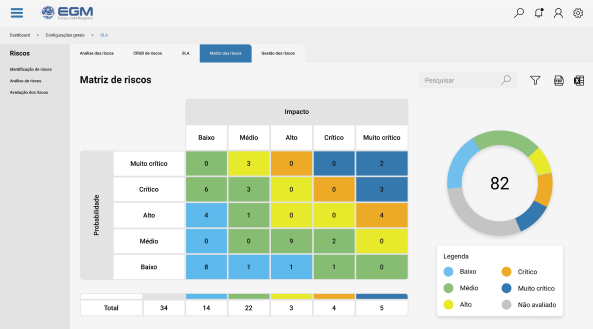 EGM
Dashboard > Configurações gerais > SLA
Riscos
Identificação de riscos
Análise de riscos
Avaliação dos riscos
Análise dos riscos
CRUD de riscos
SLA
Matriz dos riscos
Gestão dos riscos
Matriz de riscos
Pesquisar
Impacto
Baixo Médio Alto Crítico Muito crítico
Probabilidade
Muito crítico 0 3 0 0 2
Crítico 6 3 0 0 3
Alto 4 1 0 0 4
Médio 0 0 9 2 0
Baixo 8 1 1 1 0
Total 34 14 22 3 4 5
82
Legenda
Baixo
Médio
Alto
Crítico
Muito crítico
Não avaliado